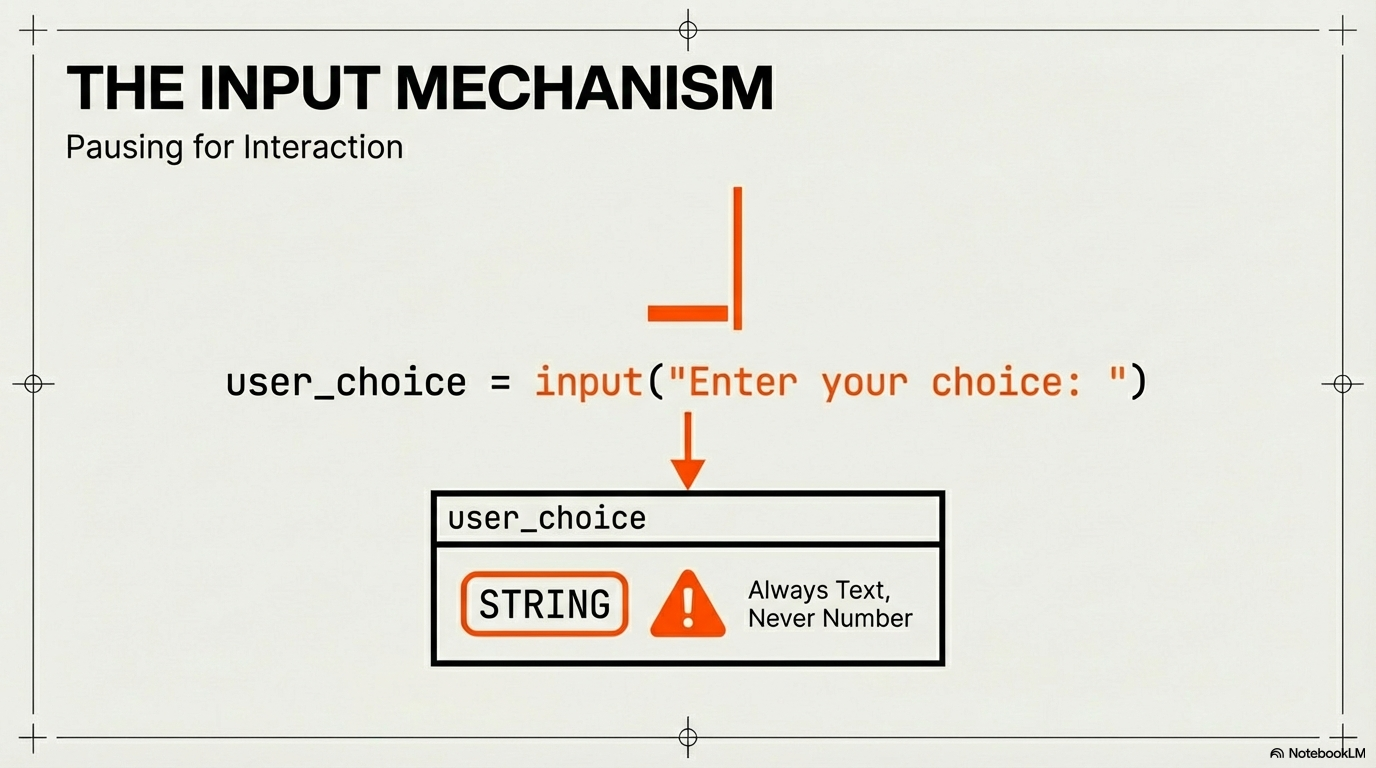 THE INPUT MECHANISM
Pausing for Interaction
user_choice = input("Enter your choice: ")
user_choice
STRING
!
Always Text,
Never Number
NotebookLM